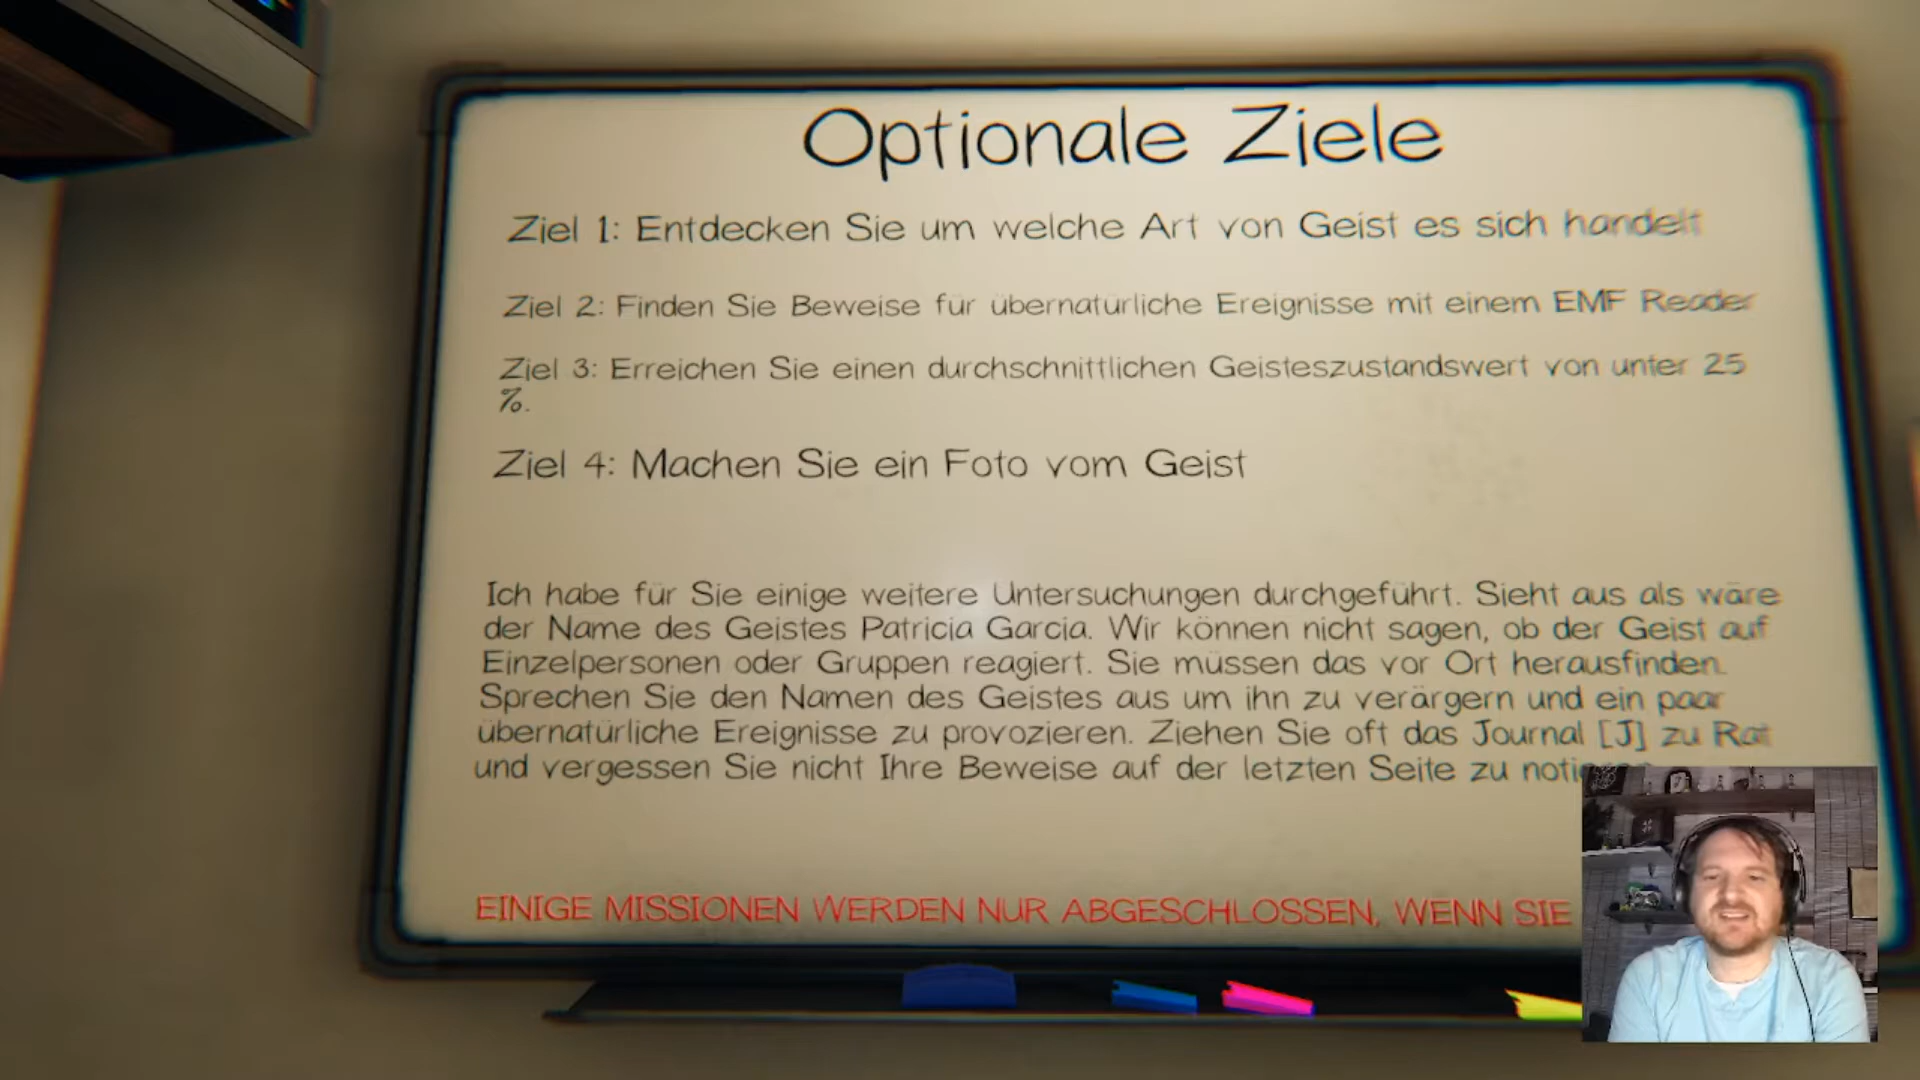 Optionale Ziele
Ziel 1: Entdecken Sie um welche Art von Geist es sich handelt
Ziel 2: Finden Sie Beweise für übernatürliche Ereignisse mit einem EMF Reader
Ziel 3: Erreichen Sie einen durchschnittlichen Geisteszustandswert von unter 25
%.
Ziel 4: Machen Sie ein Foto vom Geist
Ich habe für Sie einige weitere Untersuchungen durchgeführt. Sieht aus als wäre
der Name des Geistes Patricia Garcia. Wir können nicht sagen, ob der Geist auf
Einzelpersonen oder Gruppen reagiert. Sie müssen das vor Ort herausfinden.
Sprechen Sie den Namen des Geistes aus um ihn zu verärgern und ein paar
übernatürliche Ereignisse zu provozieren. Ziehen Sie oft das Journal [J] zu Rat
und vergessen Sie nicht Ihre Beweise auf der letzten Seite zu
EINIGE MISSIONEN WERDEN NUR ABGESCHLOSSEN, WENN SIE